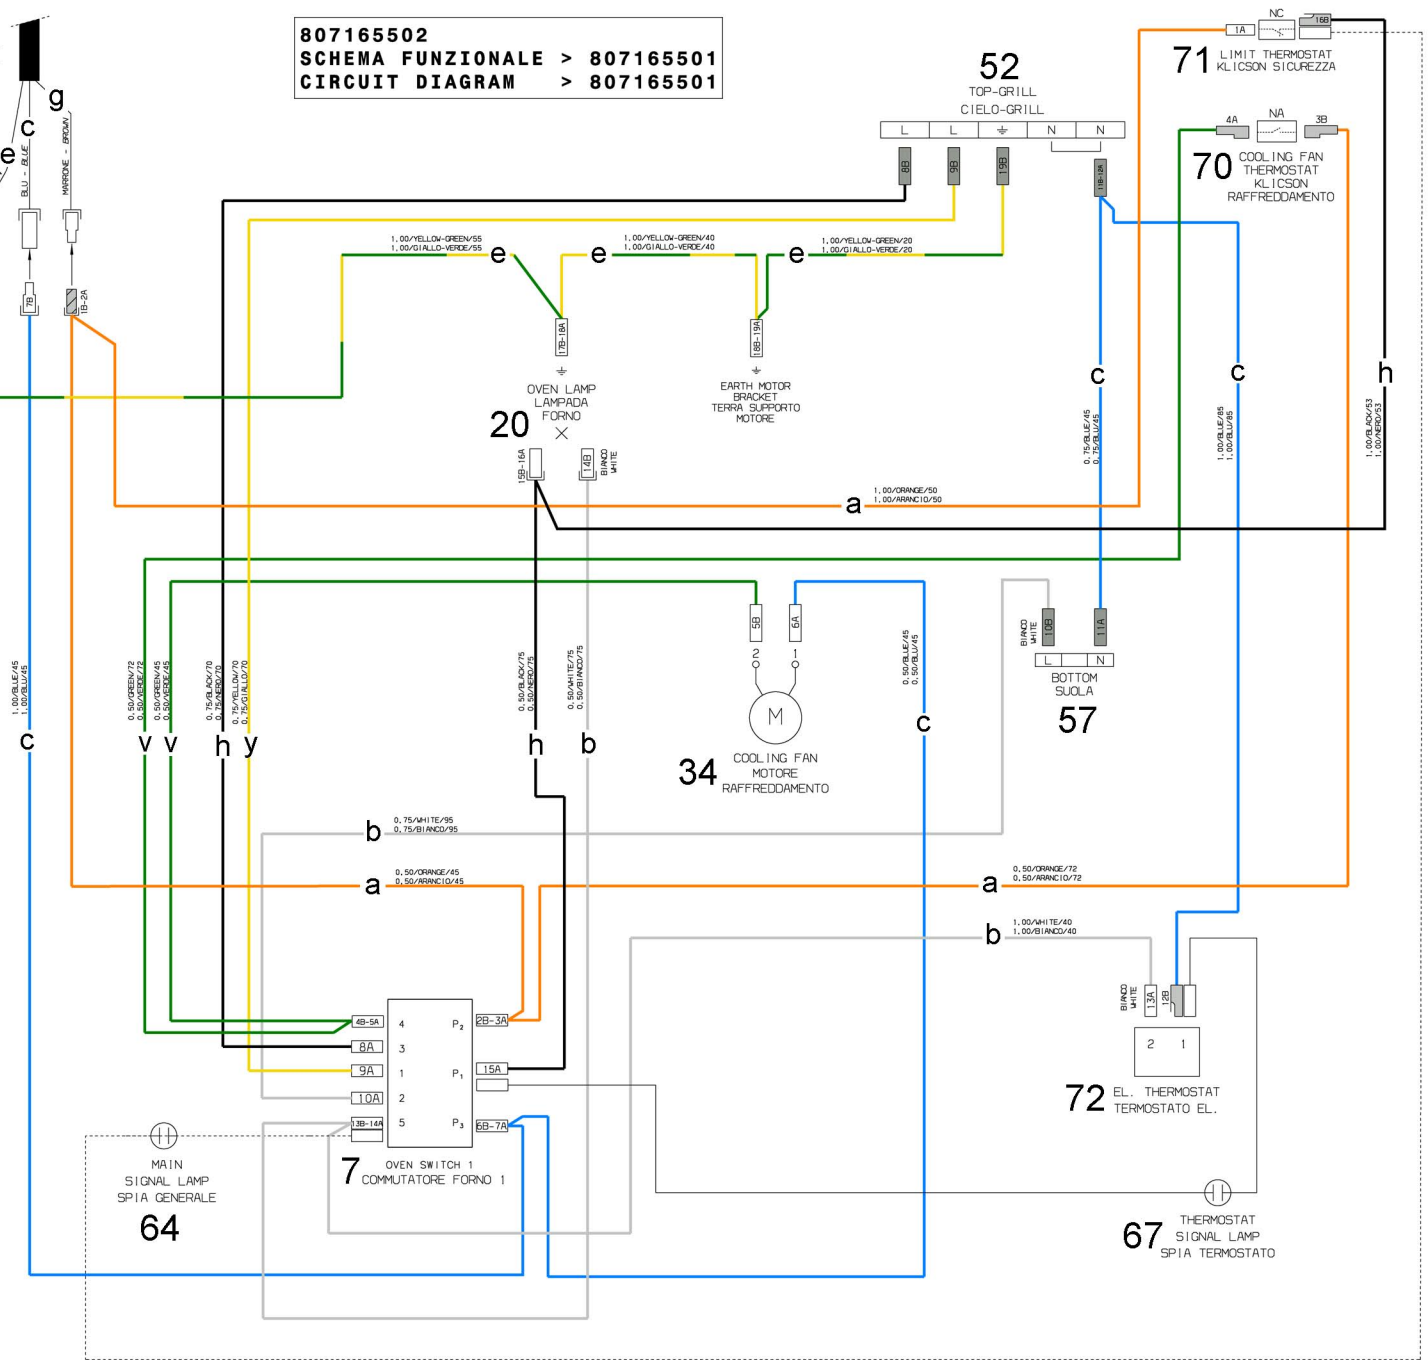 807165502
SCHEMA FUNZIONALE > 807165501
CIRCUIT DIAGRAM > 807165501
g
c
e
BLU - BLUE
MARRONE - BROWN
7B
1B-2A
52
TOP-GRILL
CIELO-GRILL
L L N N
8B
9B
19B
11B-12A
1A
NC
16B
71
LIMIT THERMOSTAT
KLICSON SICUREZZA
4A
NA
3B
70
COOLING FAN
THERMOSTAT
KLICSON
RAFFREDDAMENTO
1,00/YELLOW-GREEN/55
1,00/GIALLO-VERDE/55
e
1,00/YELLOW-GREEN/40
1,00/GIALLO-VERDE/40
e
1,00/YELLOW-GREEN/20
1,00/GIALLO-VERDE/20
e
17B-18A
18B-19A
OVEN LAMP
LAMPADA
FORNO
20
EARTH MOTOR
BRACKET
TERRA SUPPORTO
MOTORE
15B-16A
14B
BIANCO
WHITE
c
0,75/BLUE/45
0,75/BLU/45
c
1,00/BLUE/85
1,00/BLU/85
h
1,00/BLACK/53
1,00/NERO/53
a
1,00/ORANGE/50
1,00/ARANCIO/50
5B
6A
2 1
M
34
COOLING FAN
MOTORE
RAFFREDDAMENTO
BIANCO
WHITE
10B
11A
L N
BOTTOM
SUOLA
57
1,00/BLUE/45
1,00/BLU/45
c
0,50/GREEN/72
0,50/VERDE/72
v
0,50/GREEN/45
0,50/VERDE/45
v
0,75/BLACK/70
0,75/NERO/70
h
0,75/YELLOW/70
0,75/GIALLO/70
y
0,50/BLACK/75
0,50/NERO/75
h
0,50/WHITE/75
0,50/BIANCO/75
b
0,50/BLUE/45
0,50/BLU/45
c
b
0,75/WHITE/95
0,75/BIANCO/95
a
0,50/ORANGE/45
0,50/ARANCIO/45
a
0,50/ORANGE/72
0,50/ARANCIO/72
b
1,00/WHITE/40
1,00/BIANCO/40
BIANCO
WHITE
13A
12B
2 1
72
EL. THERMOSTAT
TERMOSTATO EL.
4B-5A 4 P2 2B-3A
8A 3
9A 1 P1 15A
10A 2
13B-14A 5 P3 6B-7A
7
OVEN SWITCH 1
COMMUTATORE FORNO 1
MAIN
SIGNAL LAMP
SPIA GENERALE
64
67
THERMOSTAT
SIGNAL LAMP
SPIA TERMOSTATO